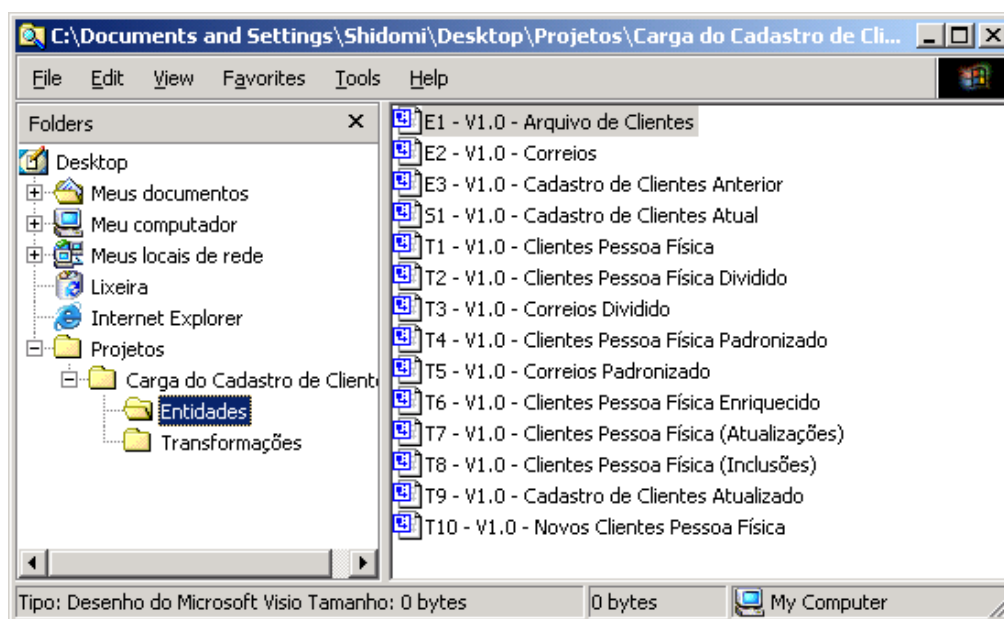 C:\Documents and Settings\Shidomi\Desktop\Projetos\Carga do Cadastro de Cli...
File Edit View Favorites Tools Help
Folders
Desktop
Meus documentos
Meu computador
Meus locais de rede
Lixeira
Internet Explorer
Projetos
Carga do Cadastro de Client
Entidades
Transformações
E1 - V1.0 - Arquivo de Clientes
E2 - V1.0 - Correios
E3 - V1.0 - Cadastro de Clientes Anterior
S1 - V1.0 - Cadastro de Clientes Atual
T1 - V1.0 - Clientes Pessoa Física
T2 - V1.0 - Clientes Pessoa Física Dividido
T3 - V1.0 - Correios Dividido
T4 - V1.0 - Clientes Pessoa Física Padronizado
T5 - V1.0 - Correios Padronizado
T6 - V1.0 - Clientes Pessoa Física Enriquecido
T7 - V1.0 - Clientes Pessoa Física (Atualizações)
T8 - V1.0 - Clientes Pessoa Física (Inclusões)
T9 - V1.0 - Cadastro de Clientes Atualizado
T10 - V1.0 - Novos Clientes Pessoa Física
Tipo: Desenho do Microsoft Visio Tamanho: 0 bytes
0 bytes
My Computer